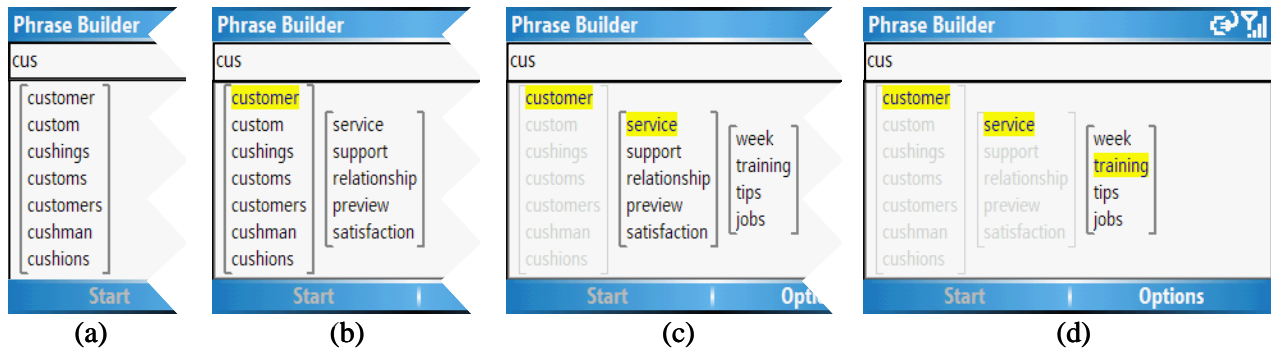 Phrase Builder
cus
customer
custom
cushings
customs
customers
cushman
cushions
Start
(a)
Phrase Builder
cus
customer
custom
cushings
customs
customers
cushman
cushions
service
support
relationship
preview
satisfaction
Start
(b)
Phrase Builder
cus
customer
custom
cushings
customs
customers
cushman
cushions
service
support
relationship
preview
satisfaction
week
training
tips
jobs
Start
Optio
(c)
Phrase Builder
cus
customer
custom
cushings
customs
customers
cushman
cushions
service
support
relationship
preview
satisfaction
week
training
tips
jobs
Start
Options
(d)